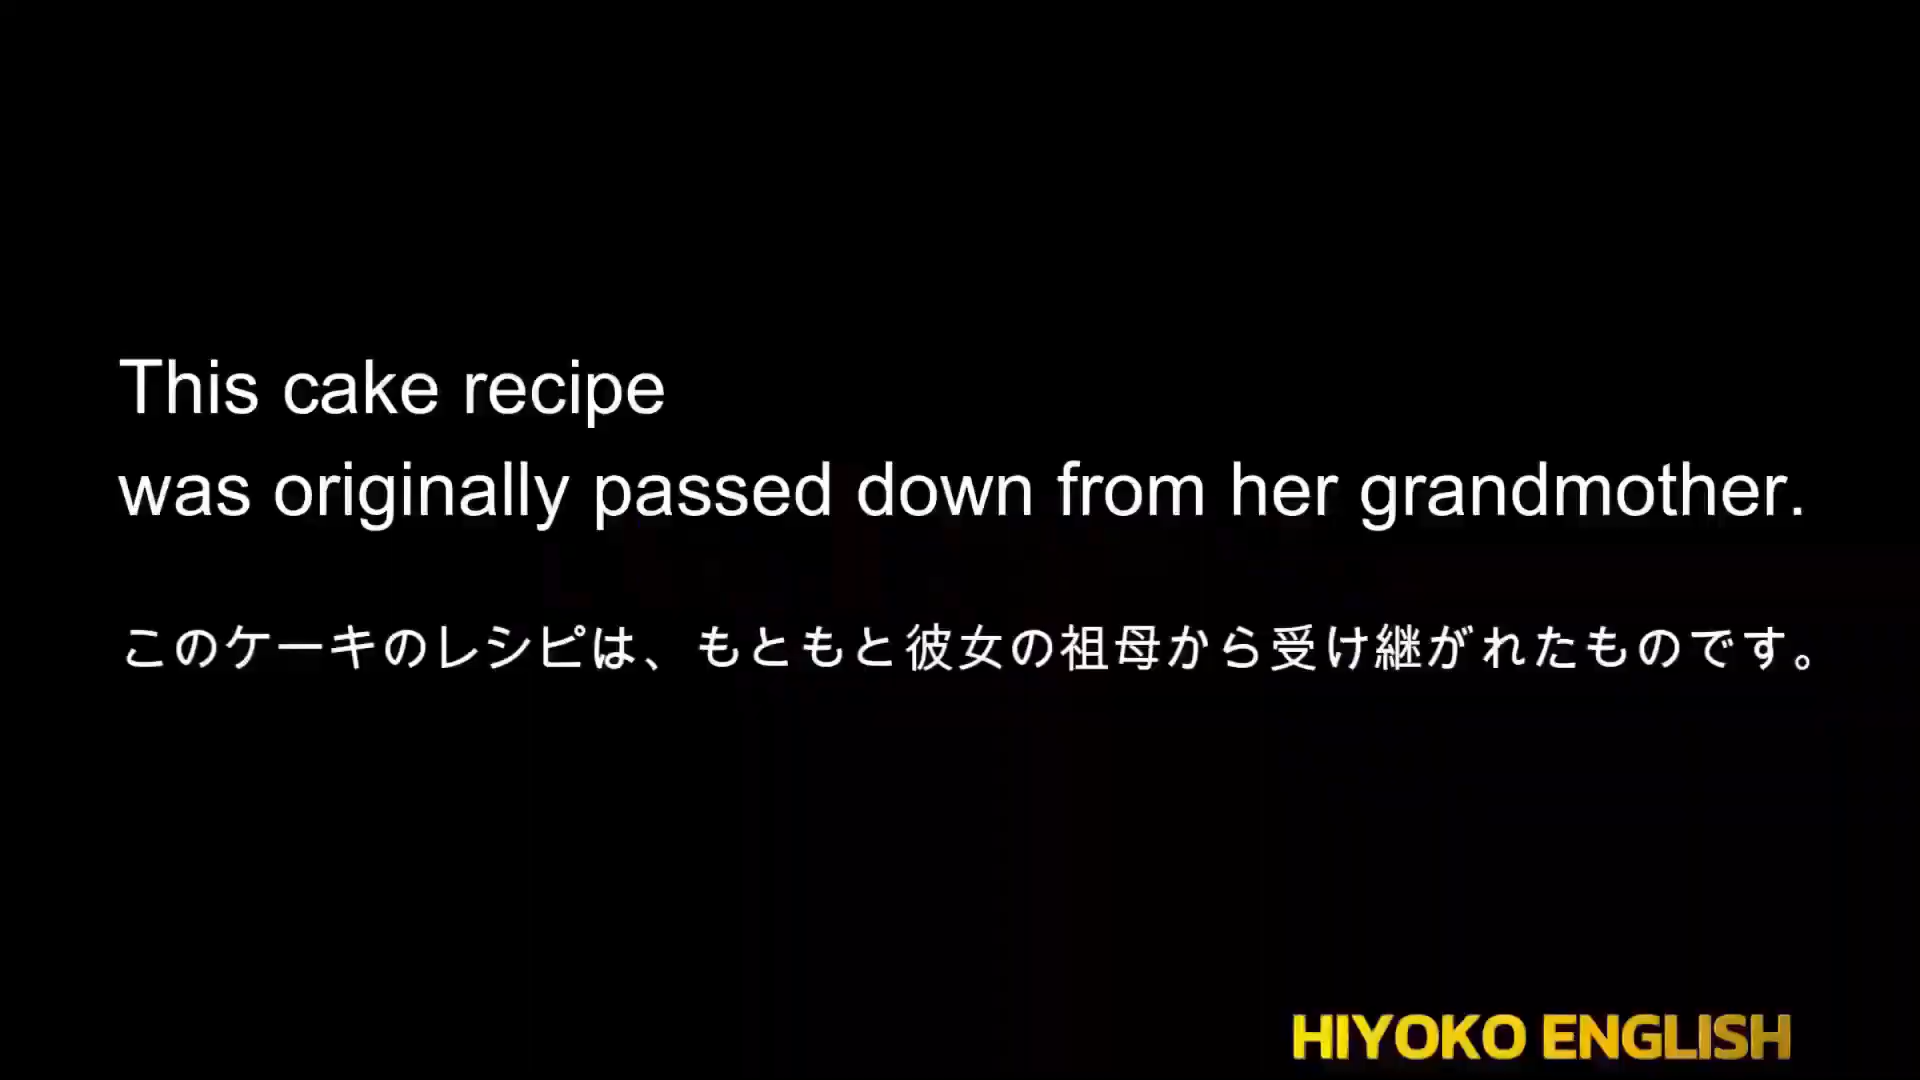 This cake recipe
was originally passed down from her grandmother.
このケーキのレシピは、もともと彼女の祖母から受け継がれたものです。
HIYOKO ENGLISH